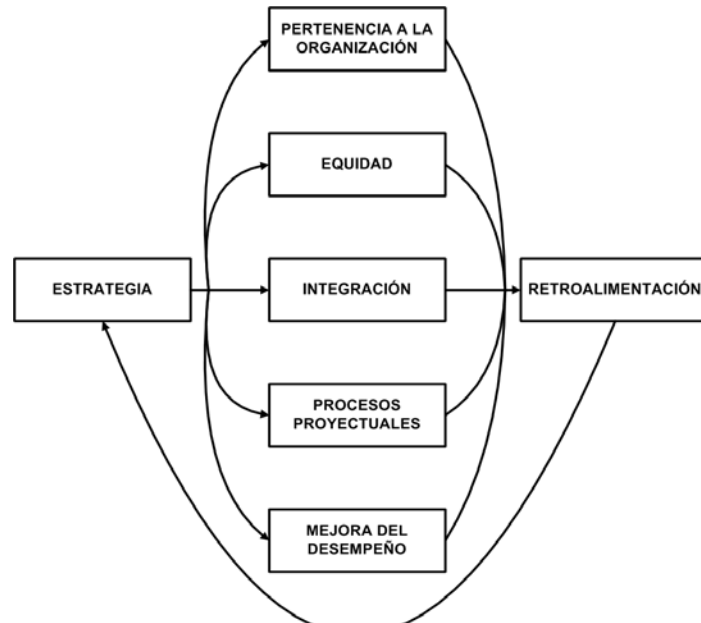 PERTENENCIA A LA
ORGANIZACIÓN
EQUIDAD
ESTRATEGIA
INTEGRACIÓN
RETROALIMENTACIÓN
PROCESOS
PROYECTUALES
MEJORA DEL
DESEMPEÑO